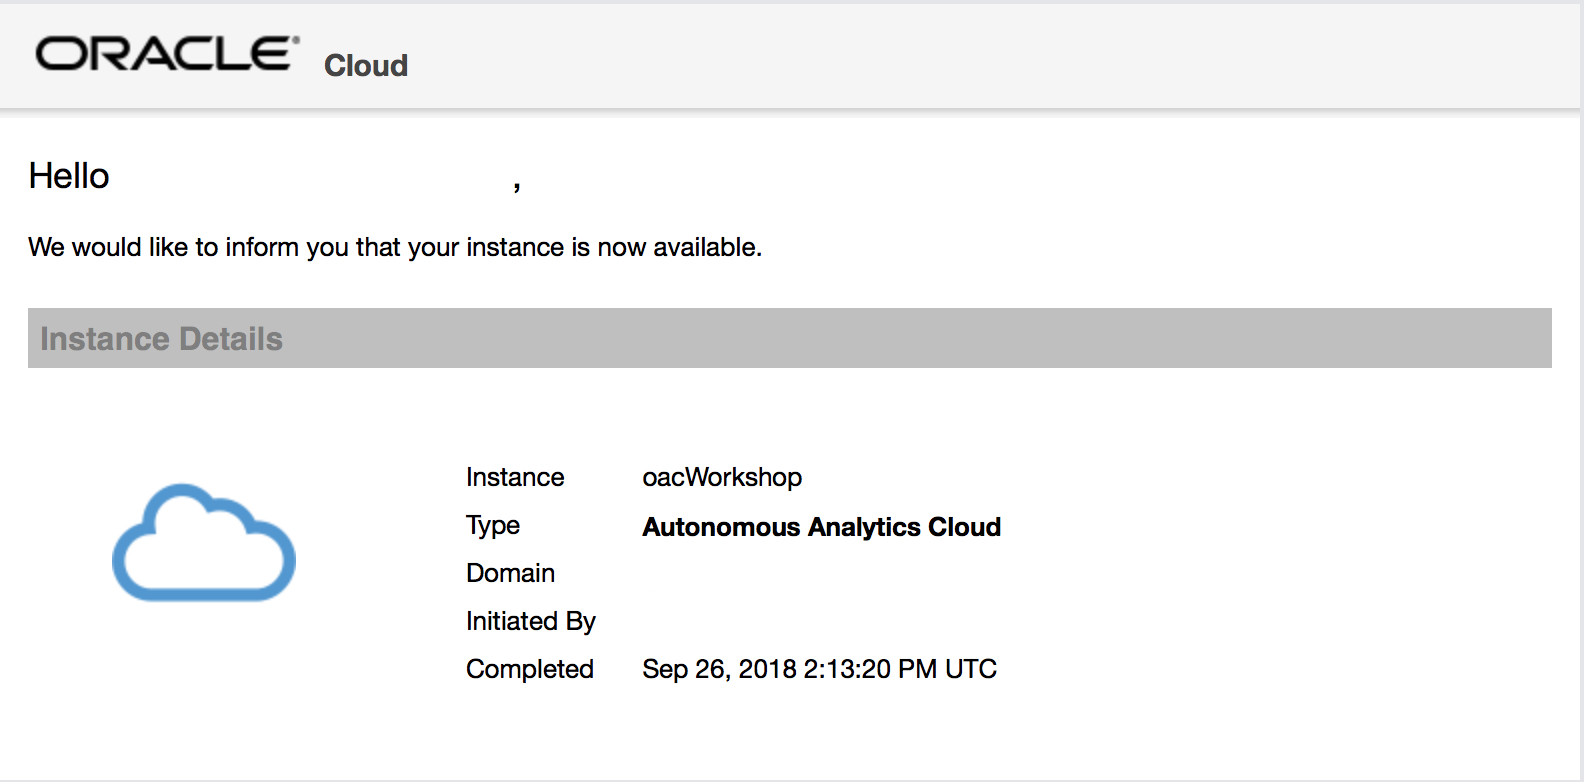 ORACLE® Cloud
Hello ,
We would like to inform you that your instance is now available.
Instance Details
Instance oacWorkshop
Type Autonomous Analytics Cloud
Domain
Initiated By
Completed Sep 26, 2018 2:13:20 PM UTC